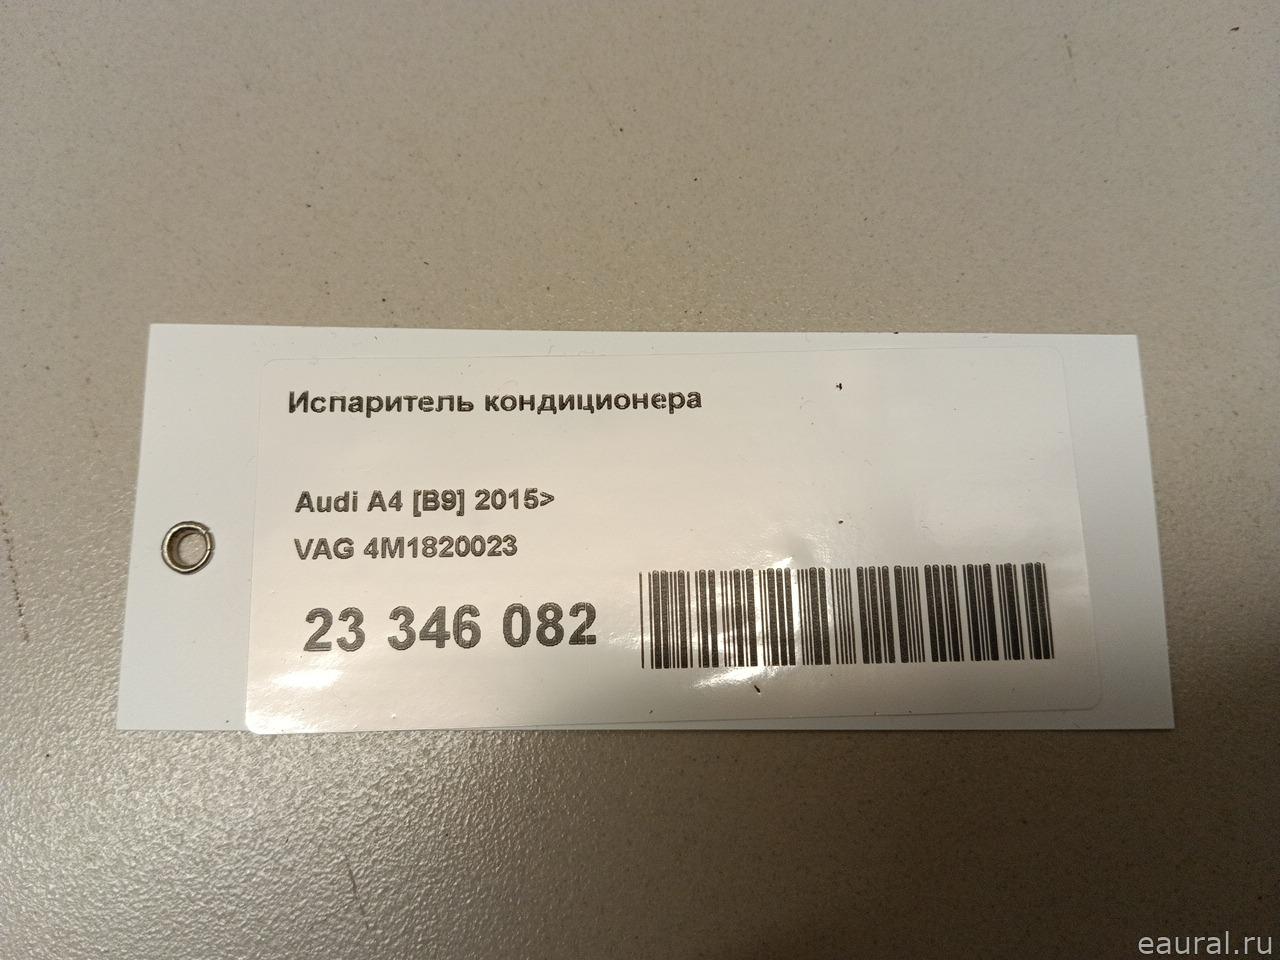 Испаритель кондиционера
Audi A4 [B9] 2015>
VAG 4M1820023
23 346 082
eaural.ru